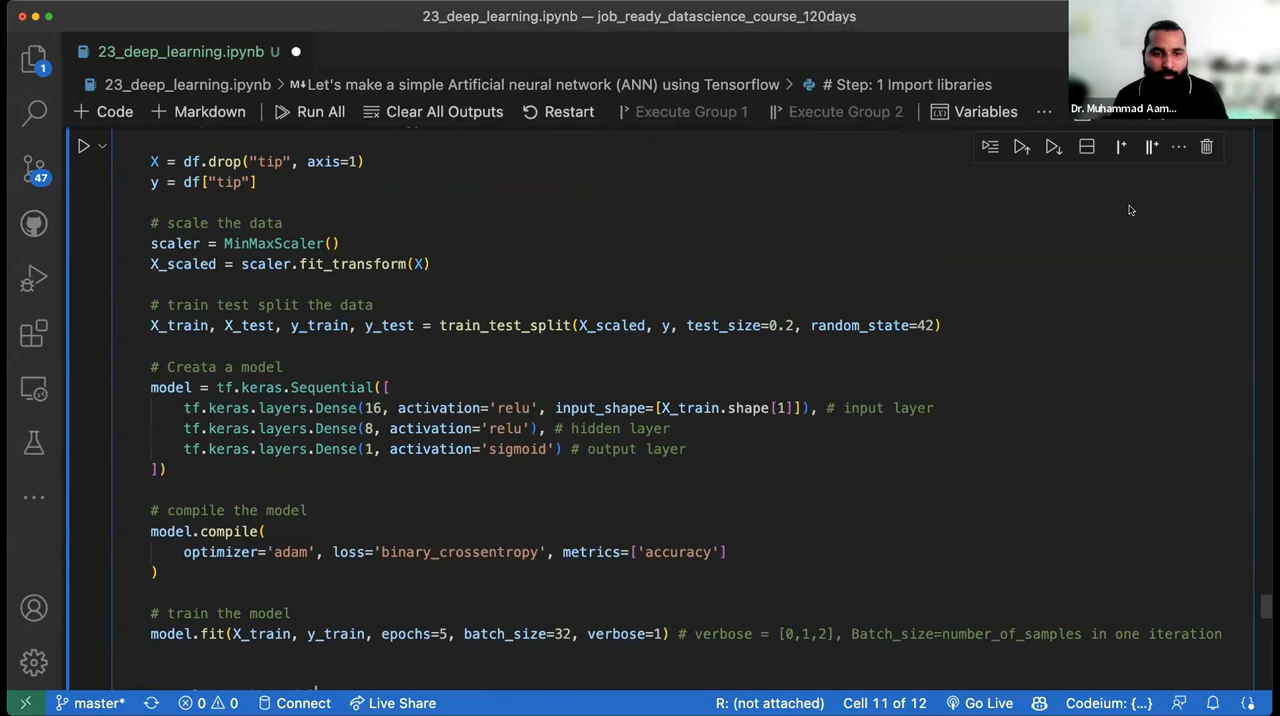 23_deep_learning.ipynb — job_ready_datascience_course_120days
23_deep_learning.ipynb U
23_deep_learning.ipynb > M↓Let's make a simple Artificial neural network (ANN) using Tensorflow > # Step: 1 Import libraries
Dr. Muhammad Aam...
+ Code + Markdown Run All Clear All Outputs Restart Execute Group 1 Execute Group 2 Variables ...
1
X = df.drop("tip", axis=1)
y = df["tip"]
47
# scale the data
scaler = MinMaxScaler()
X_scaled = scaler.fit_transform(X)
# train test split the data
X_train, X_test, y_train, y_test = train_test_split(X_scaled, y, test_size=0.2, random_state=42)
# Creata a model
model = tf.keras.Sequential([
tf.keras.layers.Dense(16, activation='relu', input_shape=[X_train.shape[1]]), # input layer
tf.keras.layers.Dense(8, activation='relu'), # hidden layer
tf.keras.layers.Dense(1, activation='sigmoid') # output layer
])
# compile the model
model.compile(
optimizer='adam', loss='binary_crossentropy', metrics=['accuracy']
)
# train the model
model.fit(X_train, y_train, epochs=5, batch_size=32, verbose=1) # verbose = [0,1,2], Batch_size=number_of_samples in one iteration
master* 0 0 Connect Live Share R: (not attached) Cell 11 of 12 Go Live Codeium: {...}